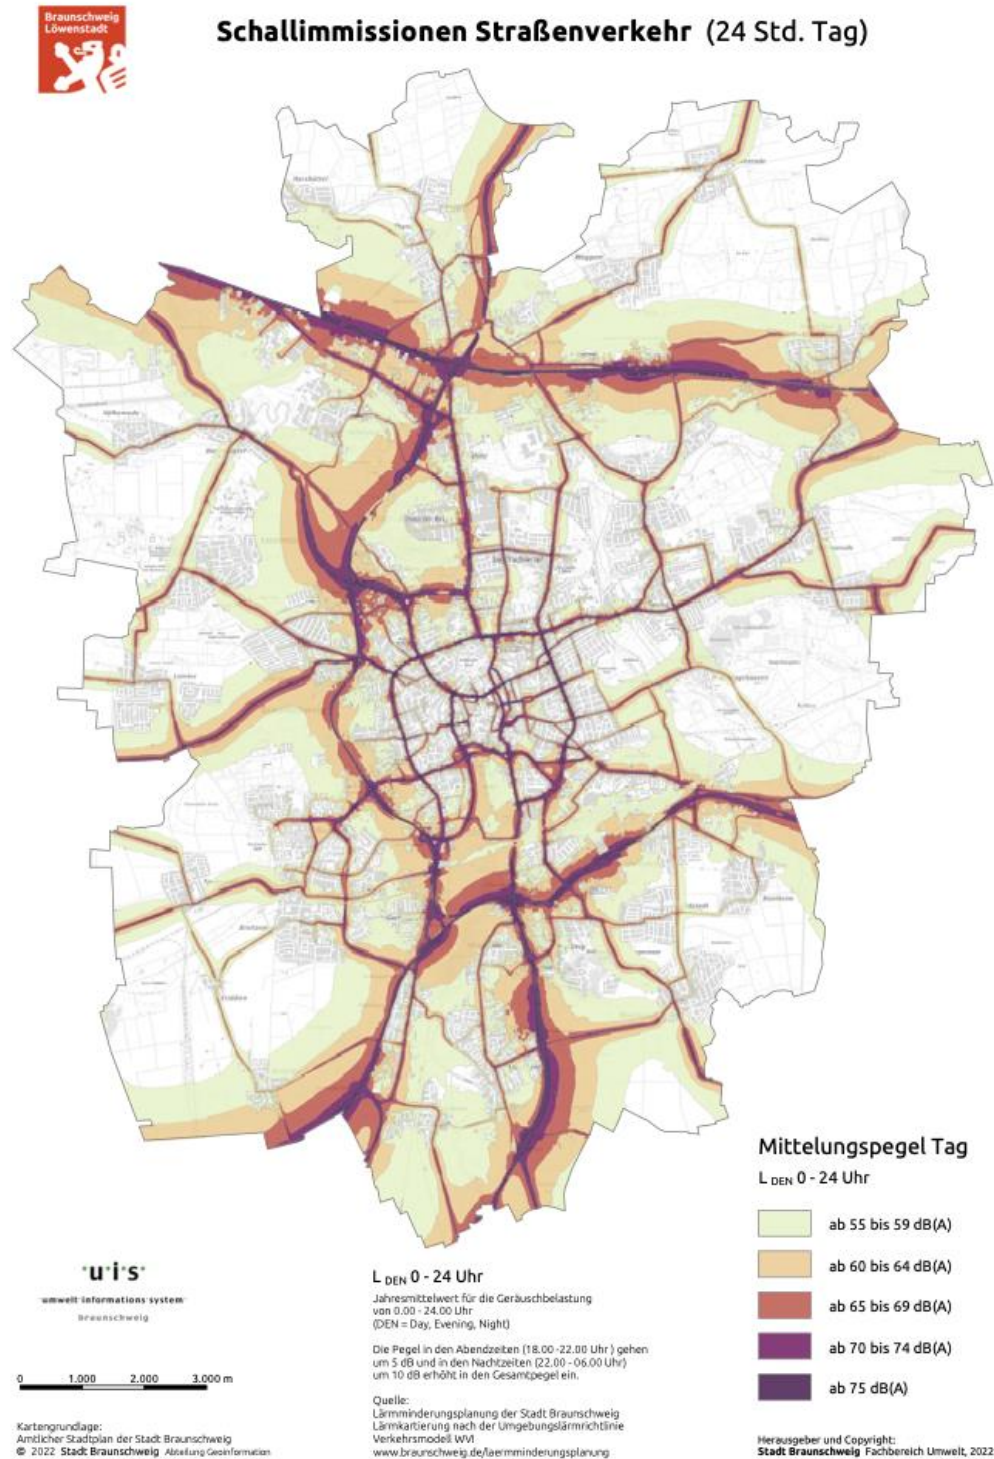 Braunschweig
Löwenstadt
Schallimmissionen Straßenverkehr (24 Std. Tag)
Mittelungspegel Tag
L DEN 0 - 24 Uhr
ab 55 bis 59 dB(A)
ab 60 bis 64 dB(A)
ab 65 bis 69 dB(A)
ab 70 bis 74 dB(A)
ab 75 dB(A)
u·i·s
umwelt informations system
braunschweig
0 1.000 2.000 3.000 m
Kartengrundlage:
Amtlicher Stadtplan der Stadt Braunschweig
© 2022 Stadt Braunschweig Abteilung Geoinformation
L DEN 0 - 24 Uhr
Jahresmittelwert für die Geräuschbelastung
von 0.00 - 24.00 Uhr
(DEN = Day, Evening, Night)
Die Pegel in den Abendzeiten (18.00 -22.00 Uhr ) gehen
um 5 dB und in den Nachtzeiten (22.00 - 06.00 Uhr)
um 10 dB erhöht in den Gesamtpegel ein.
Quelle:
Lärmminderungsplanung der Stadt Braunschweig
Lärmkartierung nach der Umgebungslärmrichtlinie
Verkehrsmodell WVI
www.braunschweig.de/laermminderungsplanung
Herausgeber und Copyright:
Stadt Braunschweig Fachbereich Umwelt, 2022